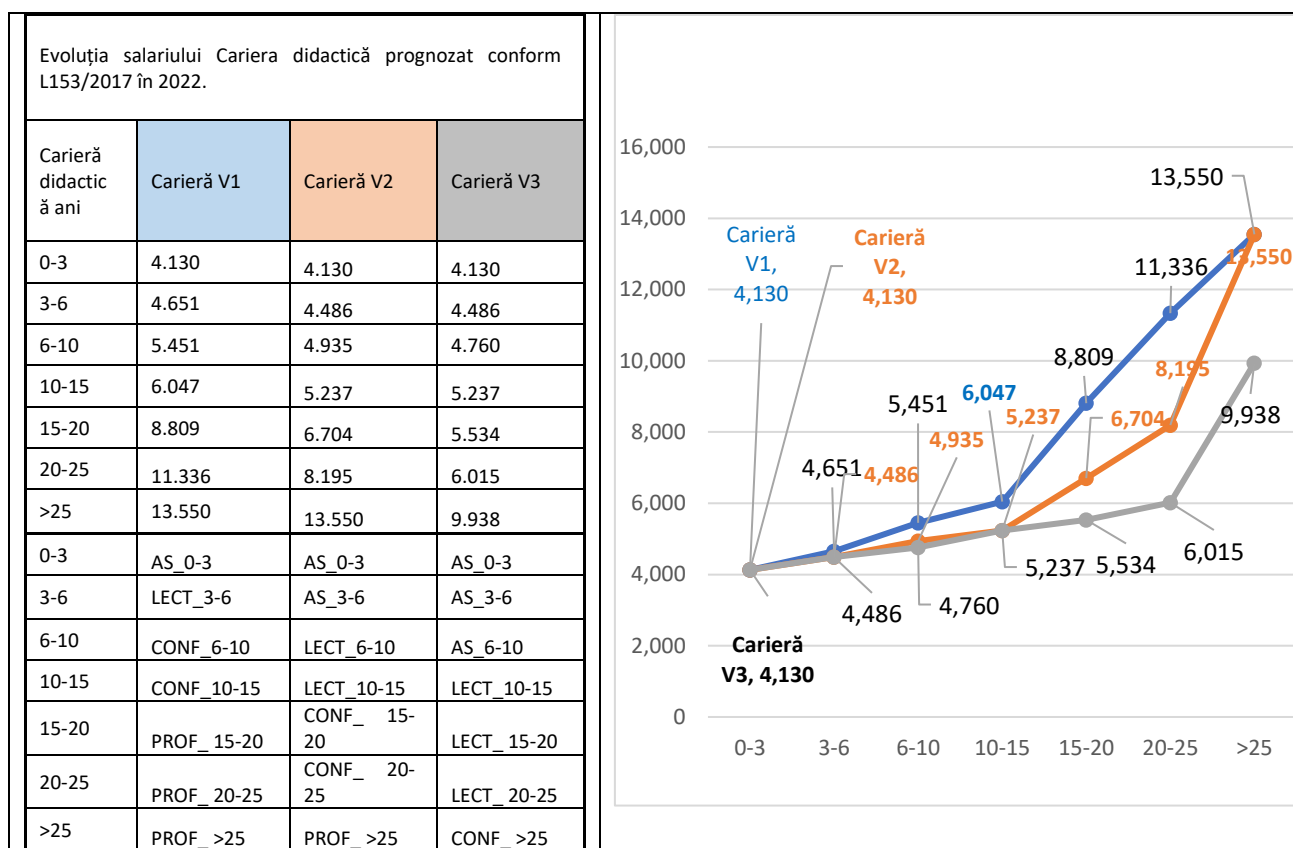 Evoluția salariului Cariera didactică prognozat conform
L153/2017 în 2022.
Carieră
didactic
ă ani
Carieră V1
Carieră V2
Carieră V3
0-3 4.130 4.130 4.130
3-6 4.651 4.486 4.486
6-10 5.451 4.935 4.760
10-15 6.047 5.237 5.237
15-20 8.809 6.704 5.534
20-25 11.336 8.195 6.015
>25 13.550 13.550 9.938
0-3 AS_0-3 AS_0-3 AS_0-3
3-6 LECT_3-6 AS_3-6 AS_3-6
6-10 CONF_6-10 LECT_6-10 AS_6-10
10-15 CONF_10-15 LECT_10-15 LECT_10-15
15-20 PROF_ 15-20 CONF_ 15-
20 LECT_ 15-20
20-25 PROF_ 20-25 CONF_ 20-
25 LECT_ 20-25
>25 PROF_ >25 PROF_ >25 CONF_ >25
16,000
14,000
12,000
10,000
8,000
6,000
4,000
2,000
0
Carieră
V1,
4,130
Carieră
V2,
4,130
13,550
13,550
11,336
8,809
8,195
9,938
6,047
5,451
5,237
6,704
4,935
4,651
4,486
4,486
4,760
5,237
5,534
6,015
Carieră
V3, 4,130
0-3 3-6 6-10 10-15 15-20 20-25 >25